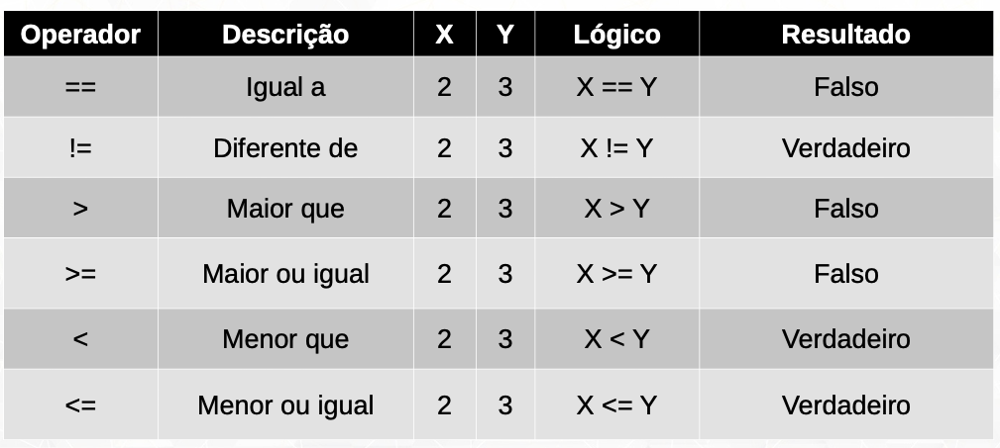 Operador Descrição X Y Lógico Resultado
== Igual a 2 3 X == Y Falso
!= Diferente de 2 3 X != Y Verdadeiro
> Maior que 2 3 X > Y Falso
>= Maior ou igual 2 3 X >= Y Falso
< Menor que 2 3 X < Y Verdadeiro
<= Menor ou igual 2 3 X <= Y Verdadeiro